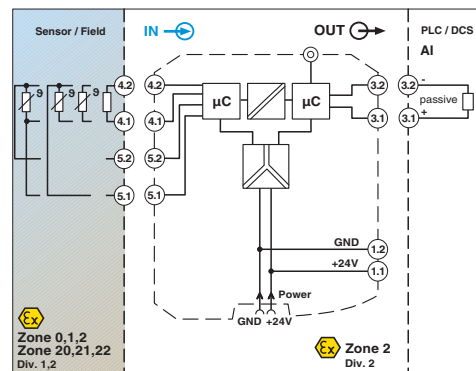 Sensor / Field
IN
OUT
PLC / DCS
AI
ϑ ϑ ϑ
4.2
4.2
µC
µC
3.2
3.2
-
passive
+
4.1
4.1
3.1
3.1
5.2
5.2
5.1
5.1
GND
1.2
+24V
1.1
Power
GND +24V
Ex
Zone 0,1,2
Zone 20,21,22
Div. 1,2
Ex
Zone 2
Div. 2